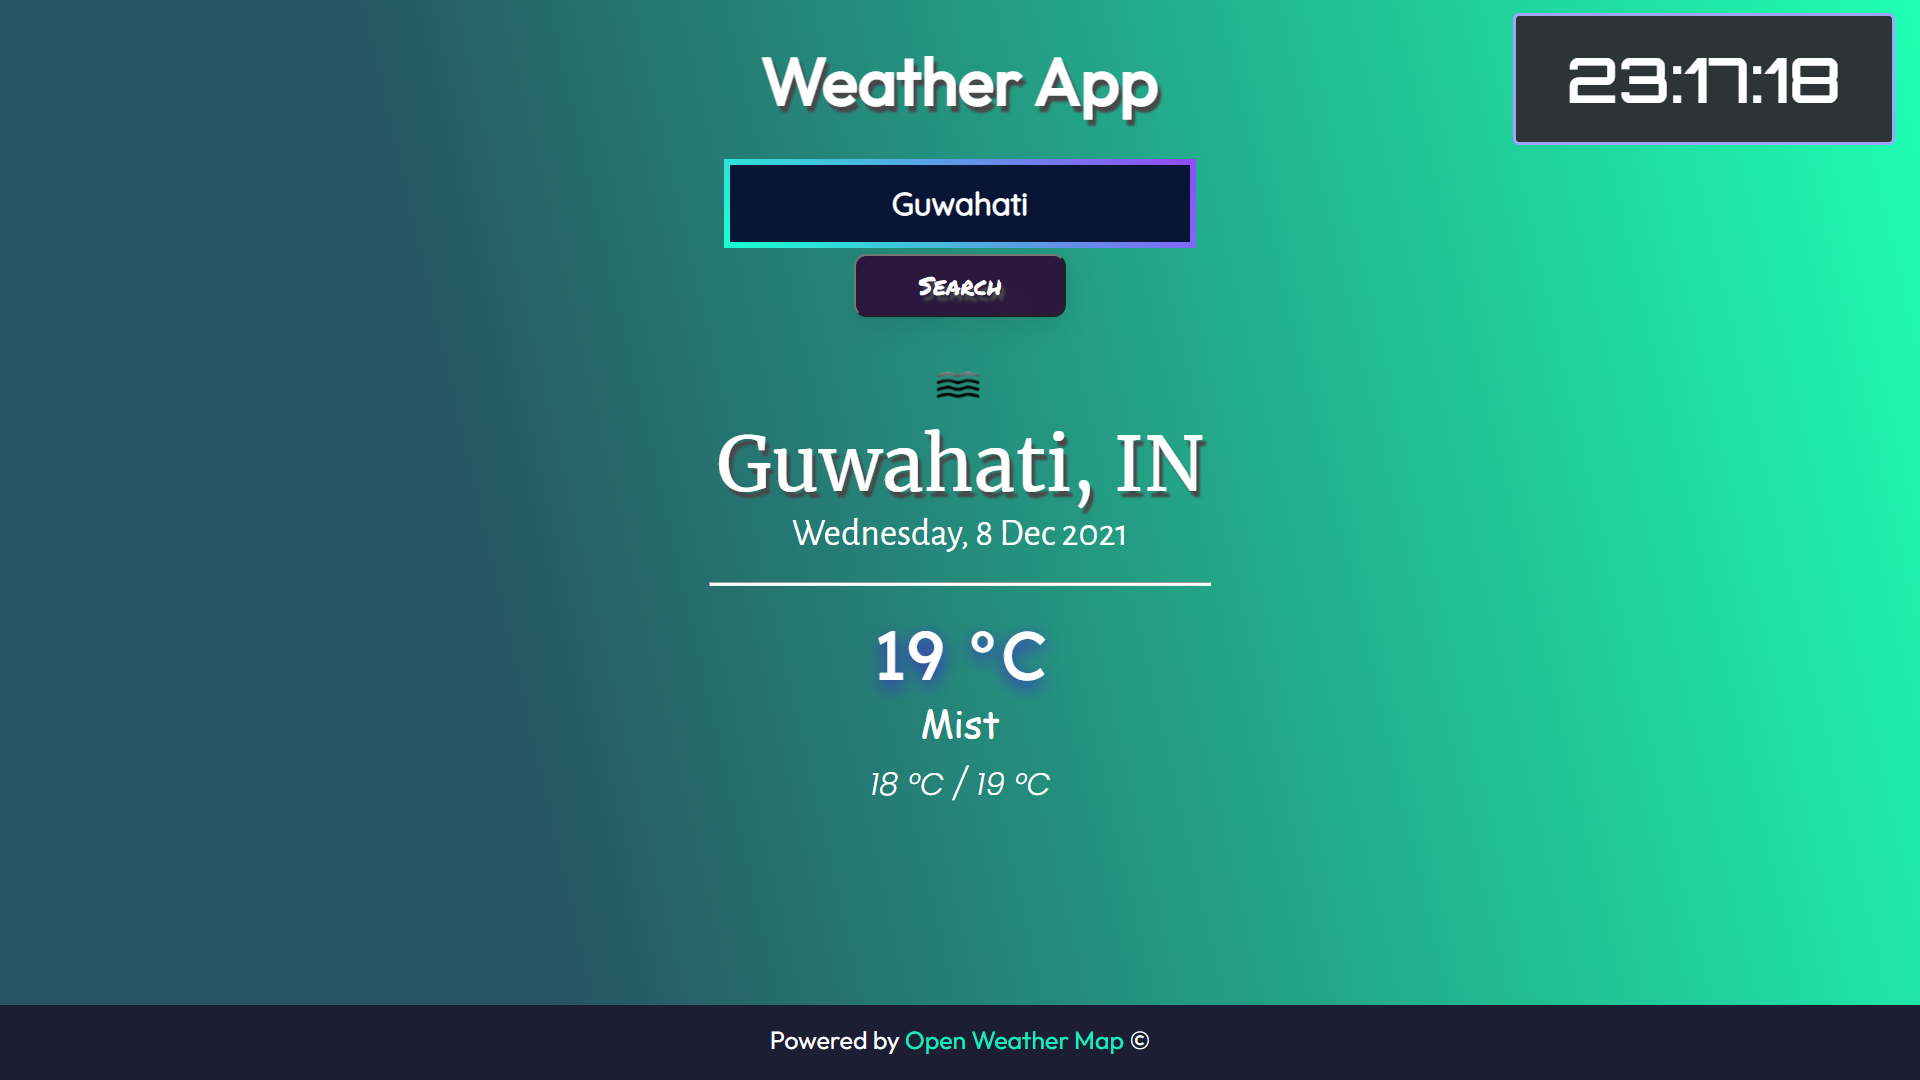 Weather App
23:17:18
Guwahati
Search
Guwahati, IN
Wednesday, 8 Dec 2021
19 °C
Mist
18 °C / 19 °C
Powered by Open Weather Map ©